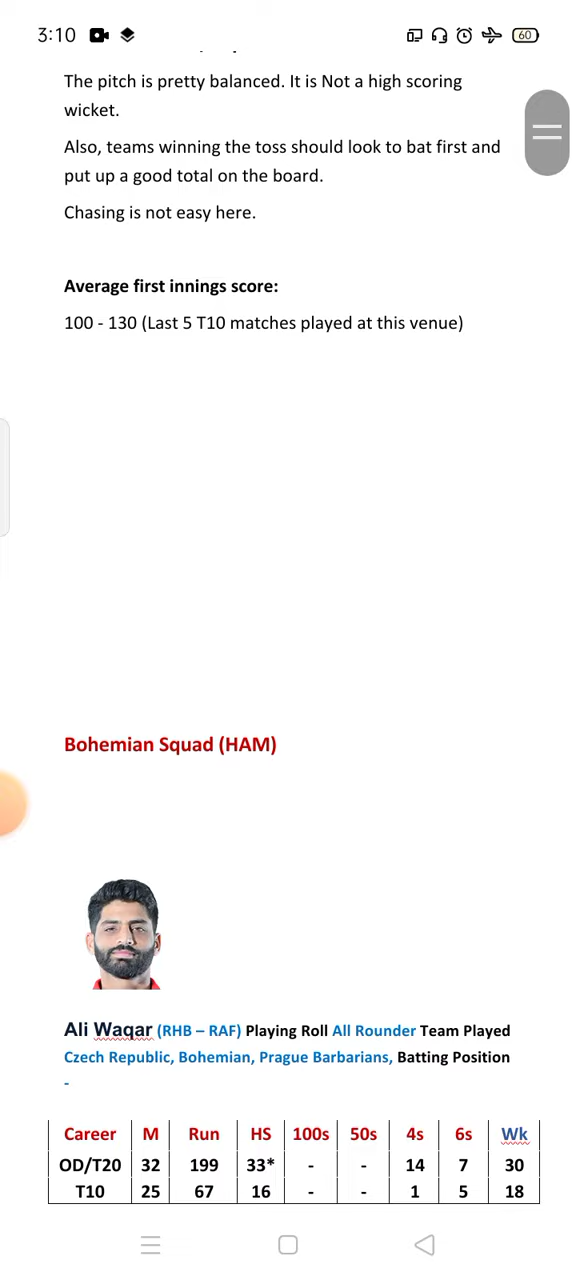 3:10
60
The pitch is pretty balanced. It is Not a high scoring
wicket.
Also, teams winning the toss should look to bat first and
put up a good total on the board.
Chasing is not easy here.
Average first innings score:
100 - 130 (Last 5 T10 matches played at this venue)
Bohemian Squad (HAM)
Ali Waqar (RHB – RAF) Playing Roll All Rounder Team Played
Czech Republic, Bohemian, Prague Barbarians, Batting Position
-
Career M Run HS 100s 50s 4s 6s Wk
OD/T20 32 199 33* - - 14 7 30
T10 25 67 16 - - 1 5 18